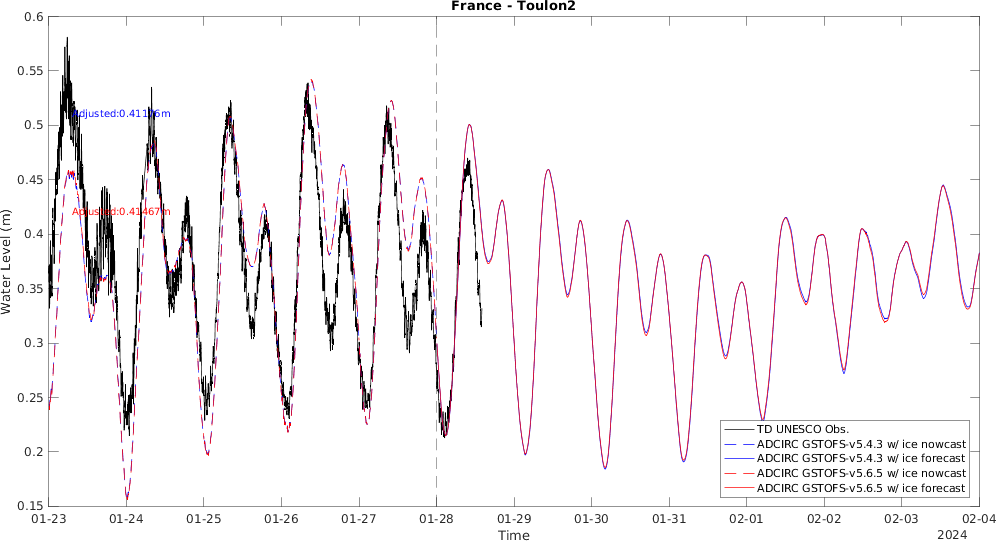 France - Toulon2
0.6
0.55
0.5
0.45
0.4
0.35
0.3
0.25
0.2
0.15
Water Level (m)
Adjusted:0.41126m
TD UNESCO Obs.
ADCIRC GSTOFS-v5.4.3 w/ ice nowcast
ADCIRC GSTOFS-v5.4.3 w/ ice forecast
ADCIRC GSTOFS-v5.6.5 w/ ice nowcast
ADCIRC GSTOFS-v5.6.5 w/ ice forecast
01-23 01-24 01-25 01-26 01-27 01-28 01-29 01-30 01-31 02-01 02-02 02-03 02-04
Time
2024